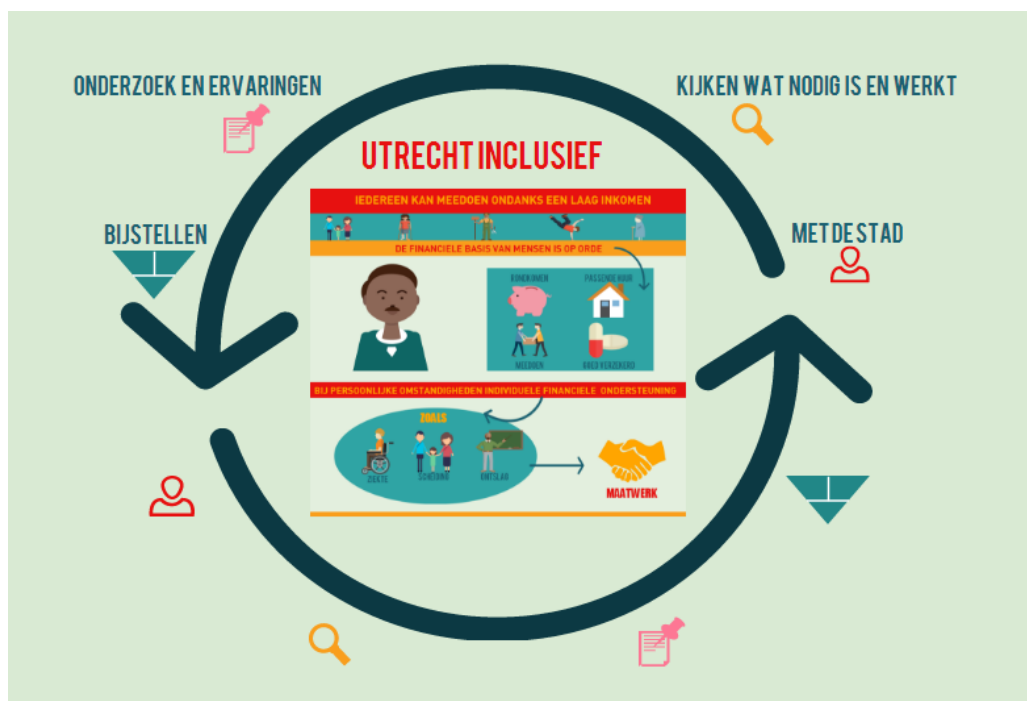 ONDERZOEK EN ERVARINGEN
KIJKEN WAT NODIG IS EN WERKT
UTRECHT INCLUSIEF
IEDEREEN KAN MEEDOEN ONDANKS EEN LAAG INKOMEN
BIJSTELLEN
MET DE STAD
DE FINANCIELE BASIS VAN MENSEN IS OP ORDE
RONDKOMEN
PASSENDE HUUR
MEEDOEN
GOED VERZEKERD
BIJ PERSOONLIJKE OMSTANDIGHEDEN INDIVIDUELE FINANCIELE ONDERSTEUNING
ZOALS
ZIEKTE
SCHEIDING
ONTSLAG
MAATWERK